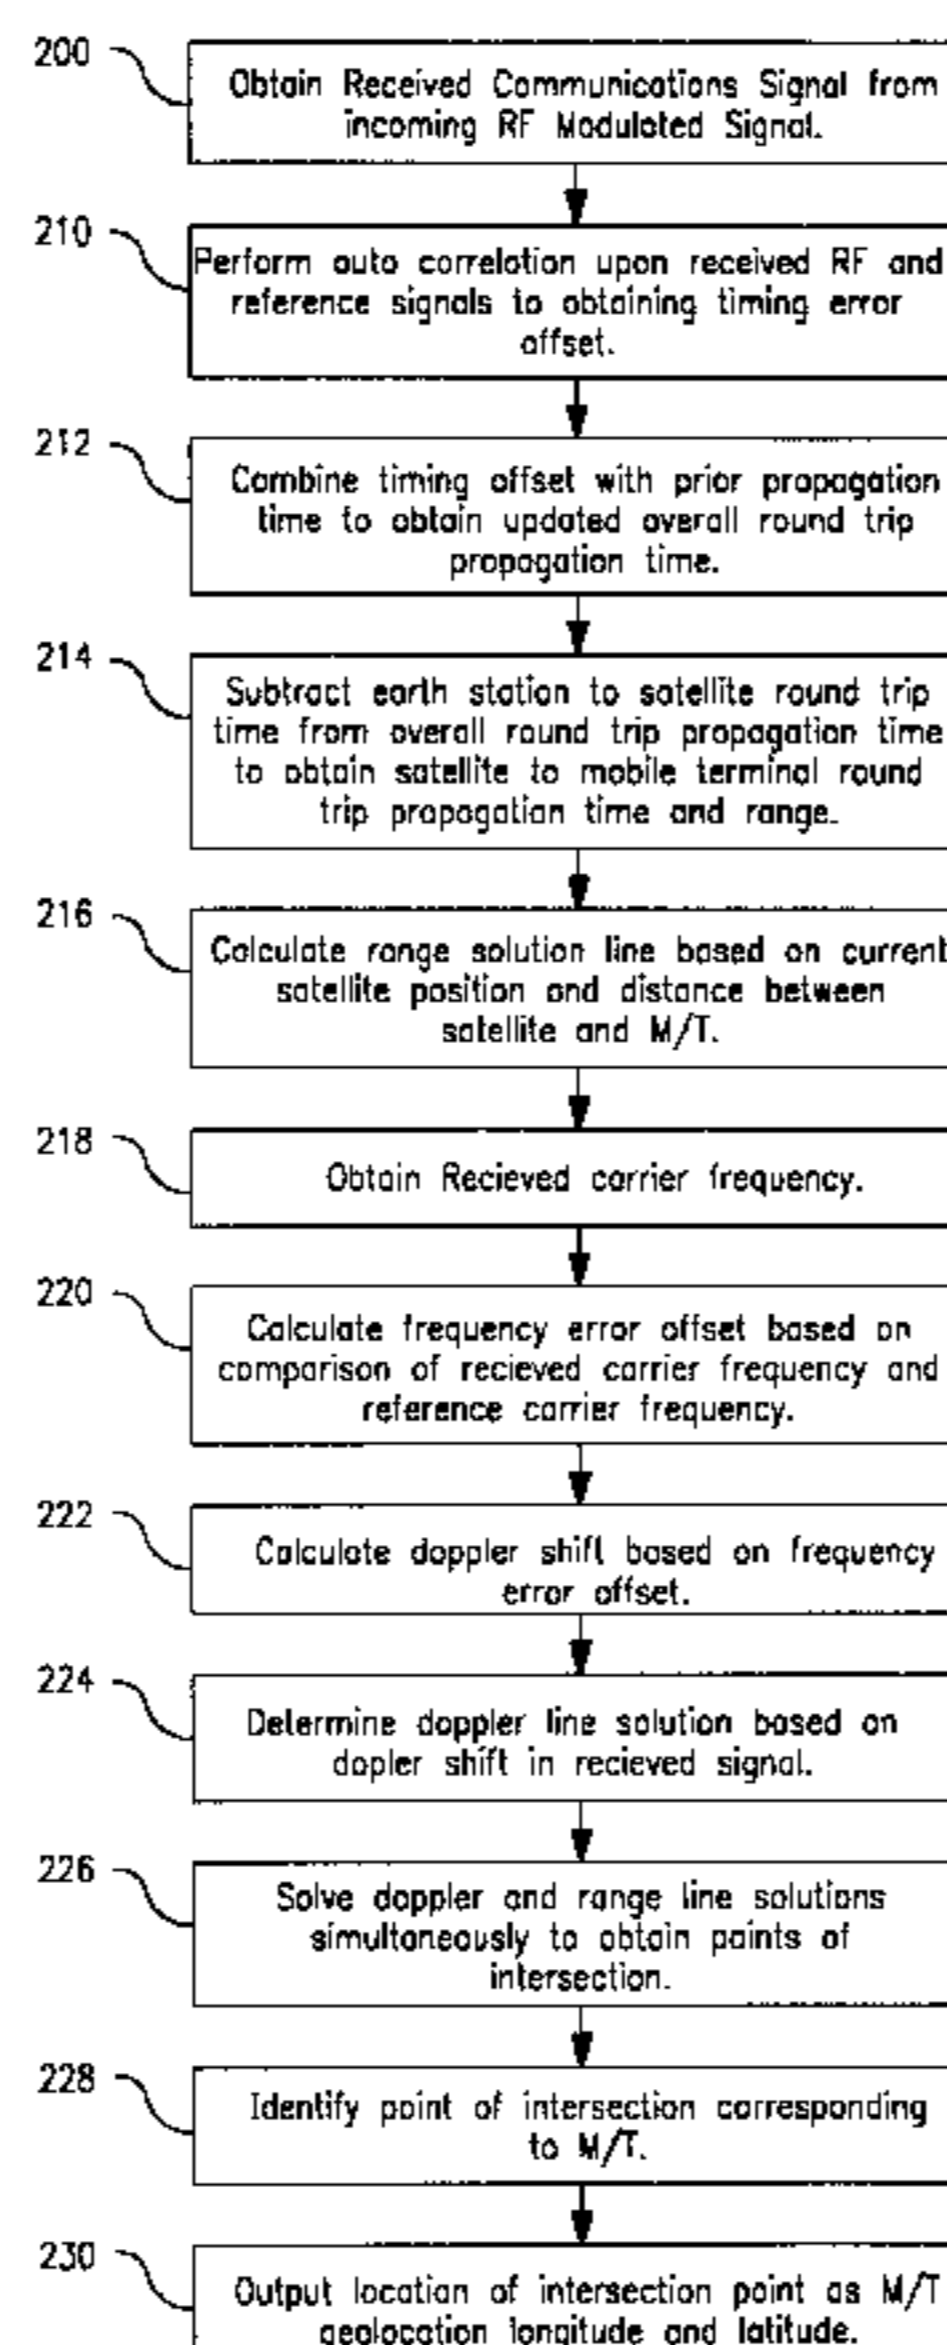 200
Obtain Received Communications Signal from
incoming RF Modulated Signal.
210
Perform auto correlation upon received RF and
reference signals to obtaining timing error
offset.
212
Combine timing offset with prior propagation
time to obtain updated overall round trip
propagation time.
214
Subtract earth station to satellite round trip
time from overall round trip propagation time
to obtain satellite to mobile terminal round
trip propagation time and range.
216
Calculate range solution line based on current
satellite position and distance between
satellite and M/T.
218
Obtain Recieved carrier frequency.
220
Calculate frequency error offset based on
comparison of recieved carrier frequency and
reference carrier frequency.
222
Calculate doppler shift based on frequency
error offset.
224
Determine doppler line solution based on
dopler shift in recieved signal.
226
Solve doppler and range line solutions
simultaneously to obtain points of
intersection.
228
Identify point of intersection corresponding
to M/T.
230
Output location of intersection point as M/T
geolocation longitude and latitude.